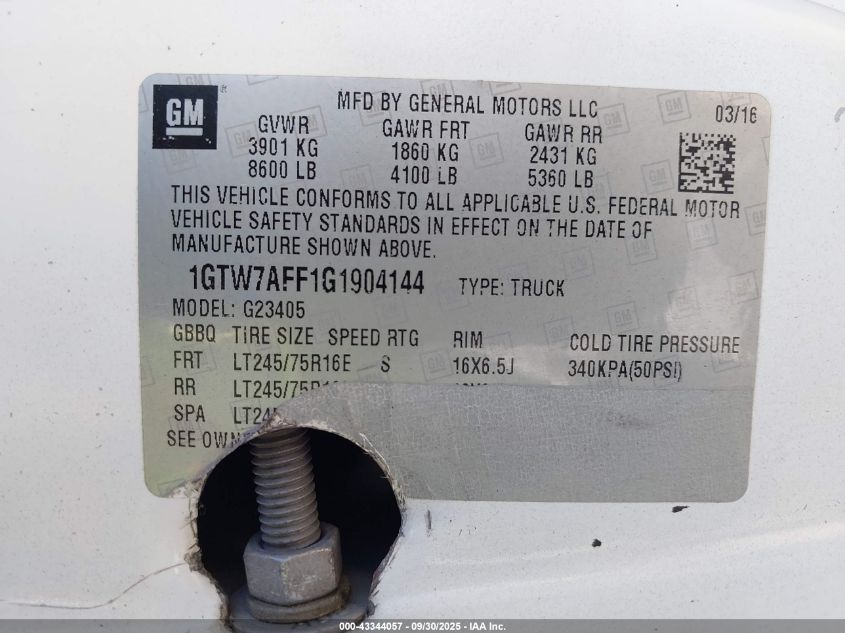 GM
MFD BY GENERAL MOTORS LLC
03/16
GVWR GAWR FRT GAWR RR
3901 KG 1860 KG 2431 KG
8600 LB 4100 LB 5360 LB
THIS VEHICLE CONFORMS TO ALL APPLICABLE U.S. FEDERAL MOTOR
VEHICLE SAFETY STANDARDS IN EFFECT ON THE DATE OF
MANUFACTURE SHOWN ABOVE.
1GTW7AFF1G1904144 TYPE: TRUCK
MODEL: G23405
GBBQ TIRE SIZE SPEED RTG RIM COLD TIRE PRESSURE
FRT LT245/75R16E S 16X6.5J 340KPA(50PSI)
RR LT245/75R16
SPA LT245
SEE OWNE
000-43344057 - 09/30/2025 - IAA Inc.